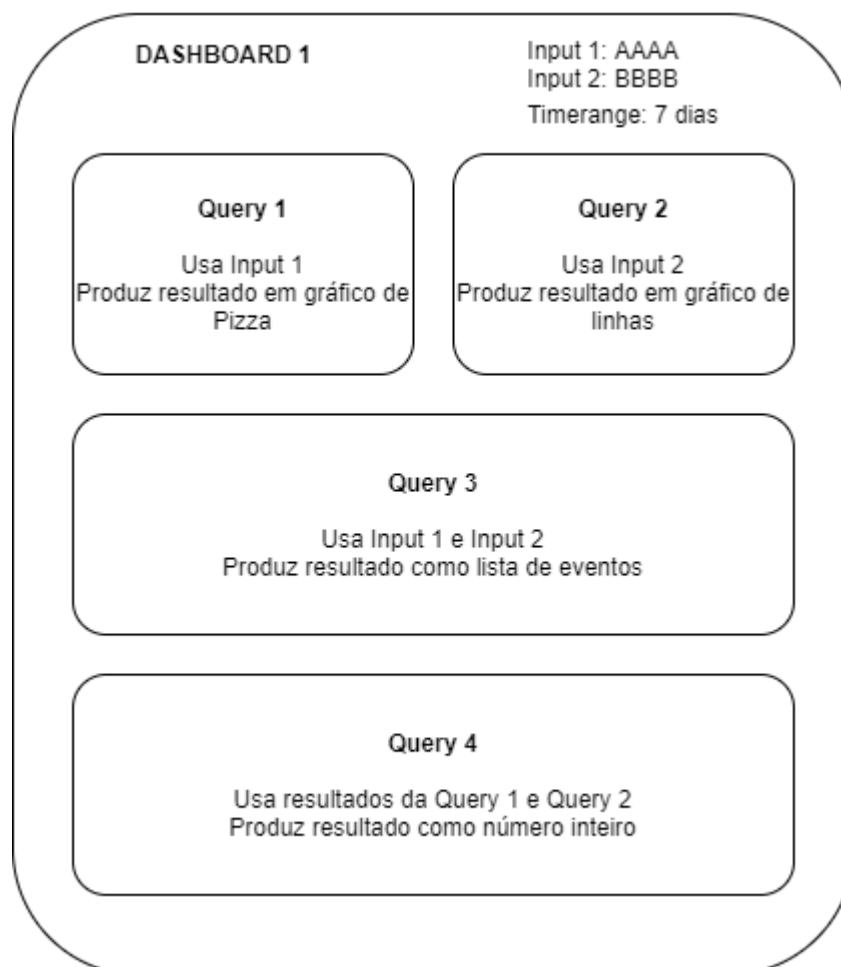 DASHBOARD 1
Input 1: AAAA
Input 2: BBBB
Timerange: 7 dias
Query 1
Usa Input 1
Produz resultado em gráfico de
Pizza
Query 2
Usa Input 2
Produz resultado em gráfico de
linhas
Query 3
Usa Input 1 e Input 2
Produz resultado como lista de eventos
Query 4
Usa resultados da Query 1 e Query 2
Produz resultado como número inteiro